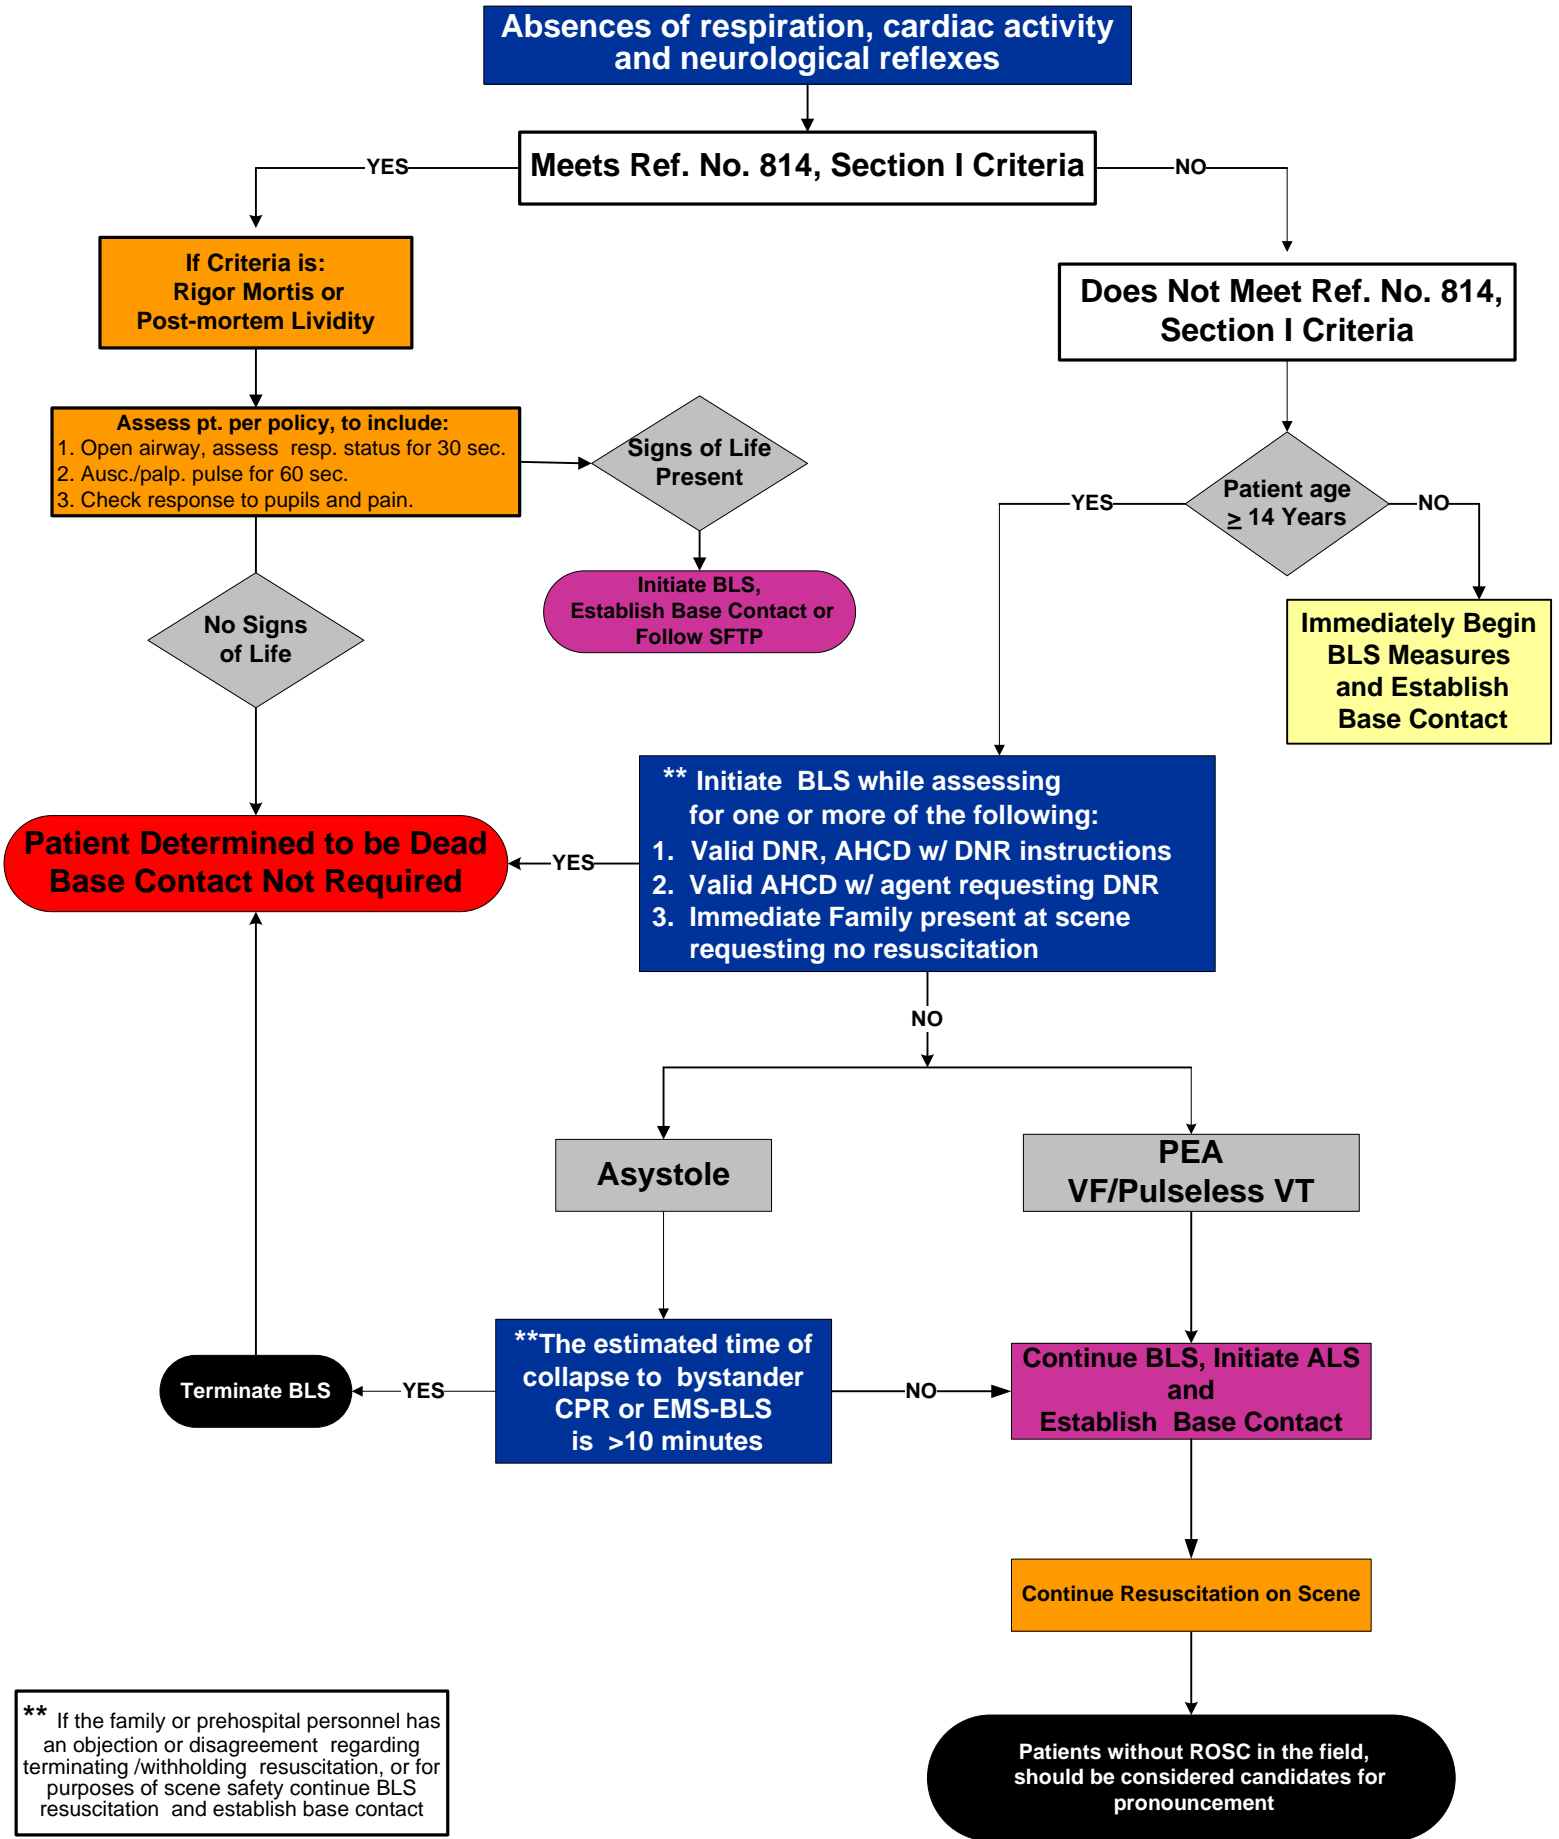 Absences of respiration, cardiac activity
and neurological reflexes
YES
Meets Ref. No. 814, Section I Criteria
NO
If Criteria is:
Rigor Mortis or
Post-mortem Lividity
Does Not Meet Ref. No. 814,
Section I Criteria
Assess pt. per policy, to include:
1. Open airway, assess resp. status for 30 sec.
2. Ausc./palp. pulse for 60 sec.
3. Check response to pupils and pain.
Signs of Life
Present
Patient age
≥ 14 Years
YES
NO
Initiate BLS,
Establish Base Contact or
Follow SFTP
No Signs
of Life
Immediately Begin
BLS Measures
and Establish
Base Contact
** Initiate BLS while assessing
for one or more of the following:
1. Valid DNR, AHCD w/ DNR instructions
2. Valid AHCD w/ agent requesting DNR
3. Immediate Family present at scene
requesting no resuscitation
YES
Patient Determined to be Dead
Base Contact Not Required
NO
Asystole
PEA
VF/Pulseless VT
**The estimated time of
collapse to bystander
CPR or EMS-BLS
is >10 minutes
YES
Terminate BLS
NO
Continue BLS, Initiate ALS
and
Establish Base Contact
Continue Resuscitation on Scene
Patients without ROSC in the field,
should be considered candidates for
pronouncement
** If the family or prehospital personnel has
an objection or disagreement regarding
terminating /withholding resuscitation, or for
purposes of scene safety continue BLS
resuscitation and establish base contact